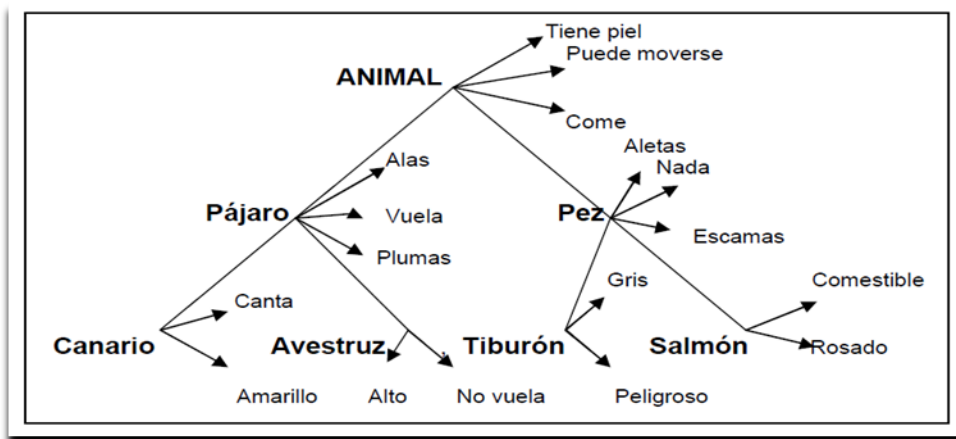 Tiene piel
Puede moverse
ANIMAL
Come
Aletas
Nada
Alas
Pájaro
Vuela
Pez
Escamas
Plumas
Gris
Comestible
Canta
Canario
Avestruz
Tiburón
Salmón
Rosado
Amarillo
Alto
No vuela
Peligroso